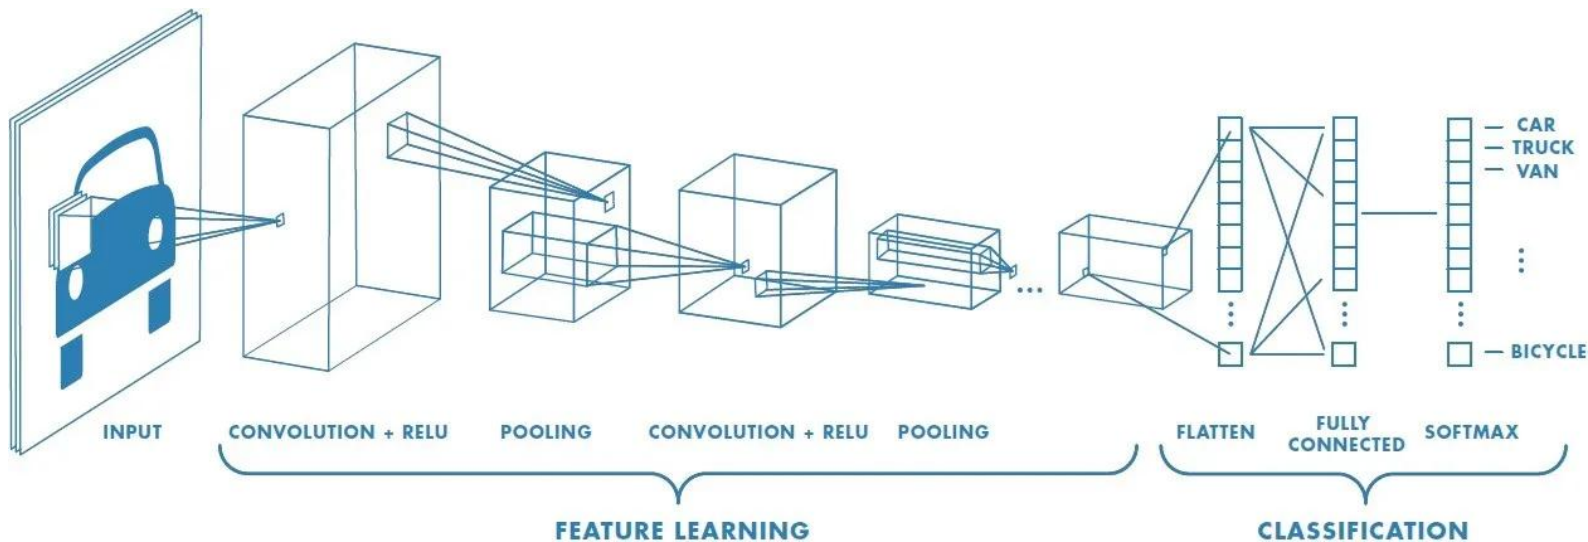 CAR
TRUCK
VAN
BICYCLE
INPUT
CONVOLUTION + RELU
POOLING
CONVOLUTION + RELU
POOLING
FLATTEN
FULLY
CONNECTED
SOFTMAX
FEATURE LEARNING
CLASSIFICATION